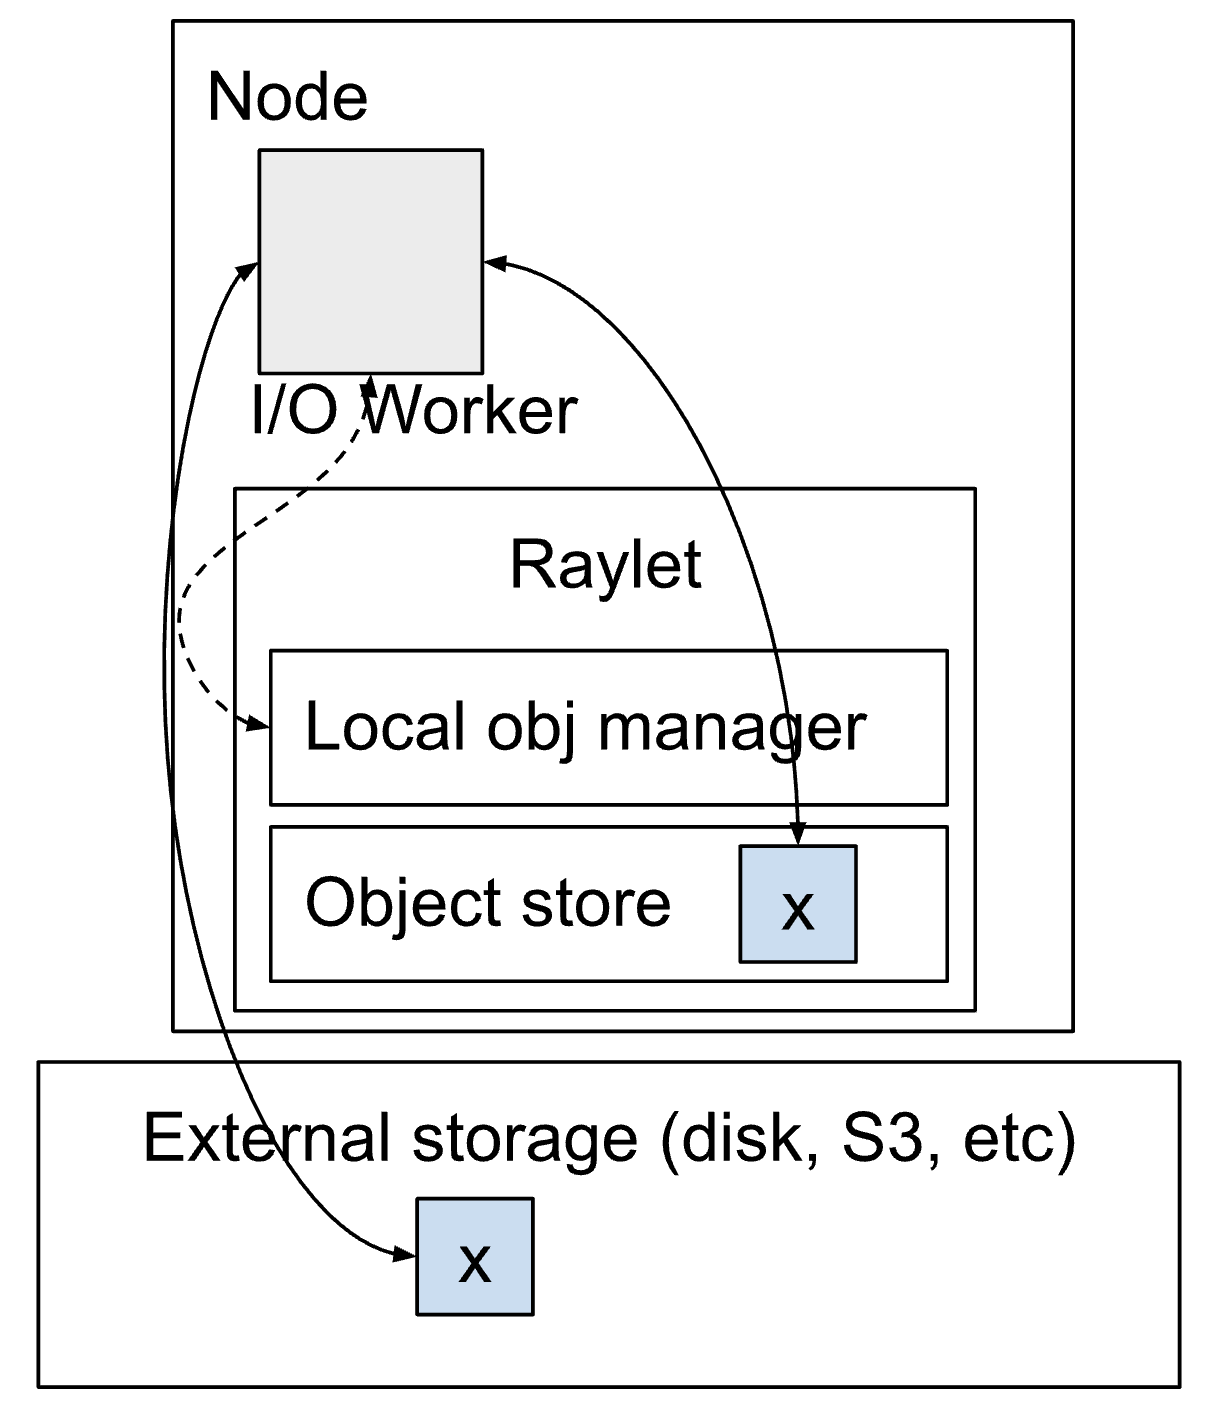 Node
I/O Worker
Raylet
Local obj manager
Object store
x
External storage (disk, S3, etc)
x